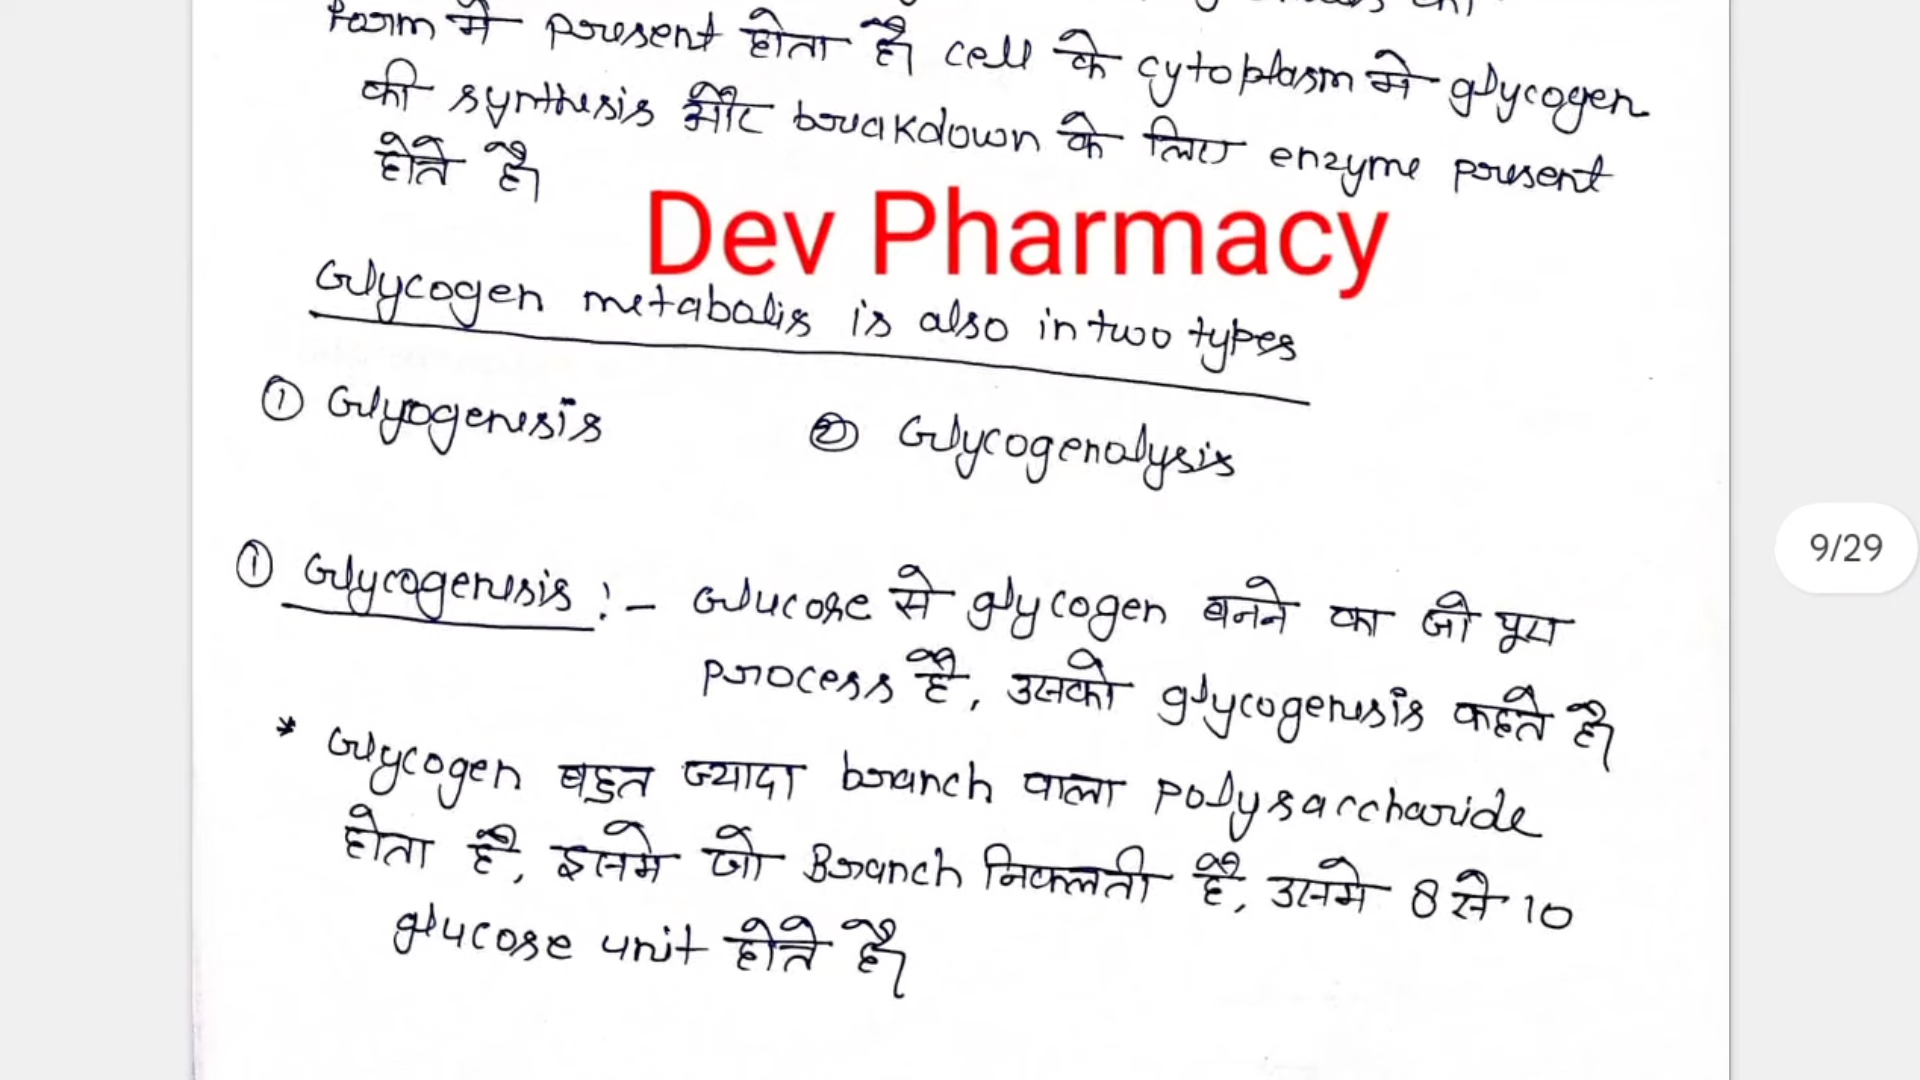 form मे present होता है। cell के cytoplasm मे glycogen
की synthesis और breakdown के लिए enzyme present
होते है।
Dev Pharmacy
Glycogen metabalis is also in two types
① Glyogenesis ② Glycogenolysis
9/29
① Glycogenesis :- Glucose से glycogen बनने का जो पूरा
process है, उसको glycogenesis कहते है।
* Glycogen बहुत ज्यादा branch वाला polysaccharide
होता है, इसमे जो Branch निकलती है, उसमे 8 से 10
glucose unit होते है।